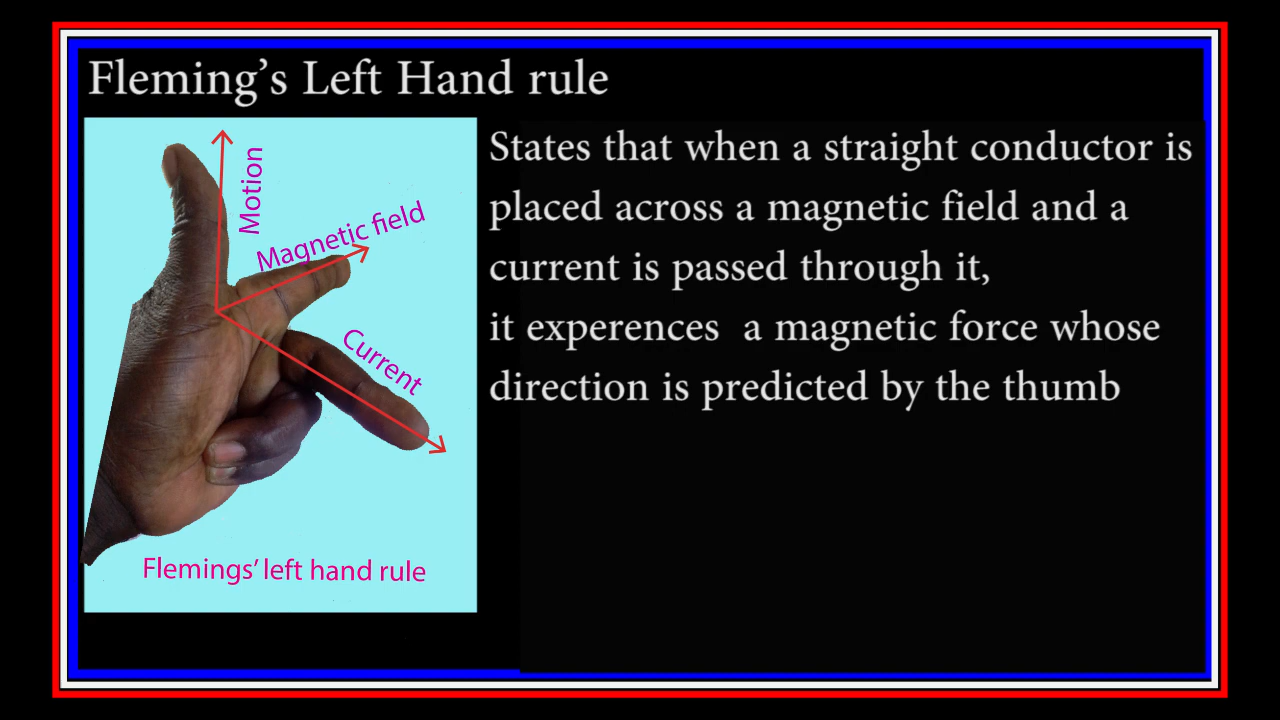 Fleming’s Left Hand rule
Motion
Magnetic field
Current
Flemings’ left hand rule
States that when a straight conductor is
placed across a magnetic field and a
current is passed through it,
it experences a magnetic force whose
direction is predicted by the thumb